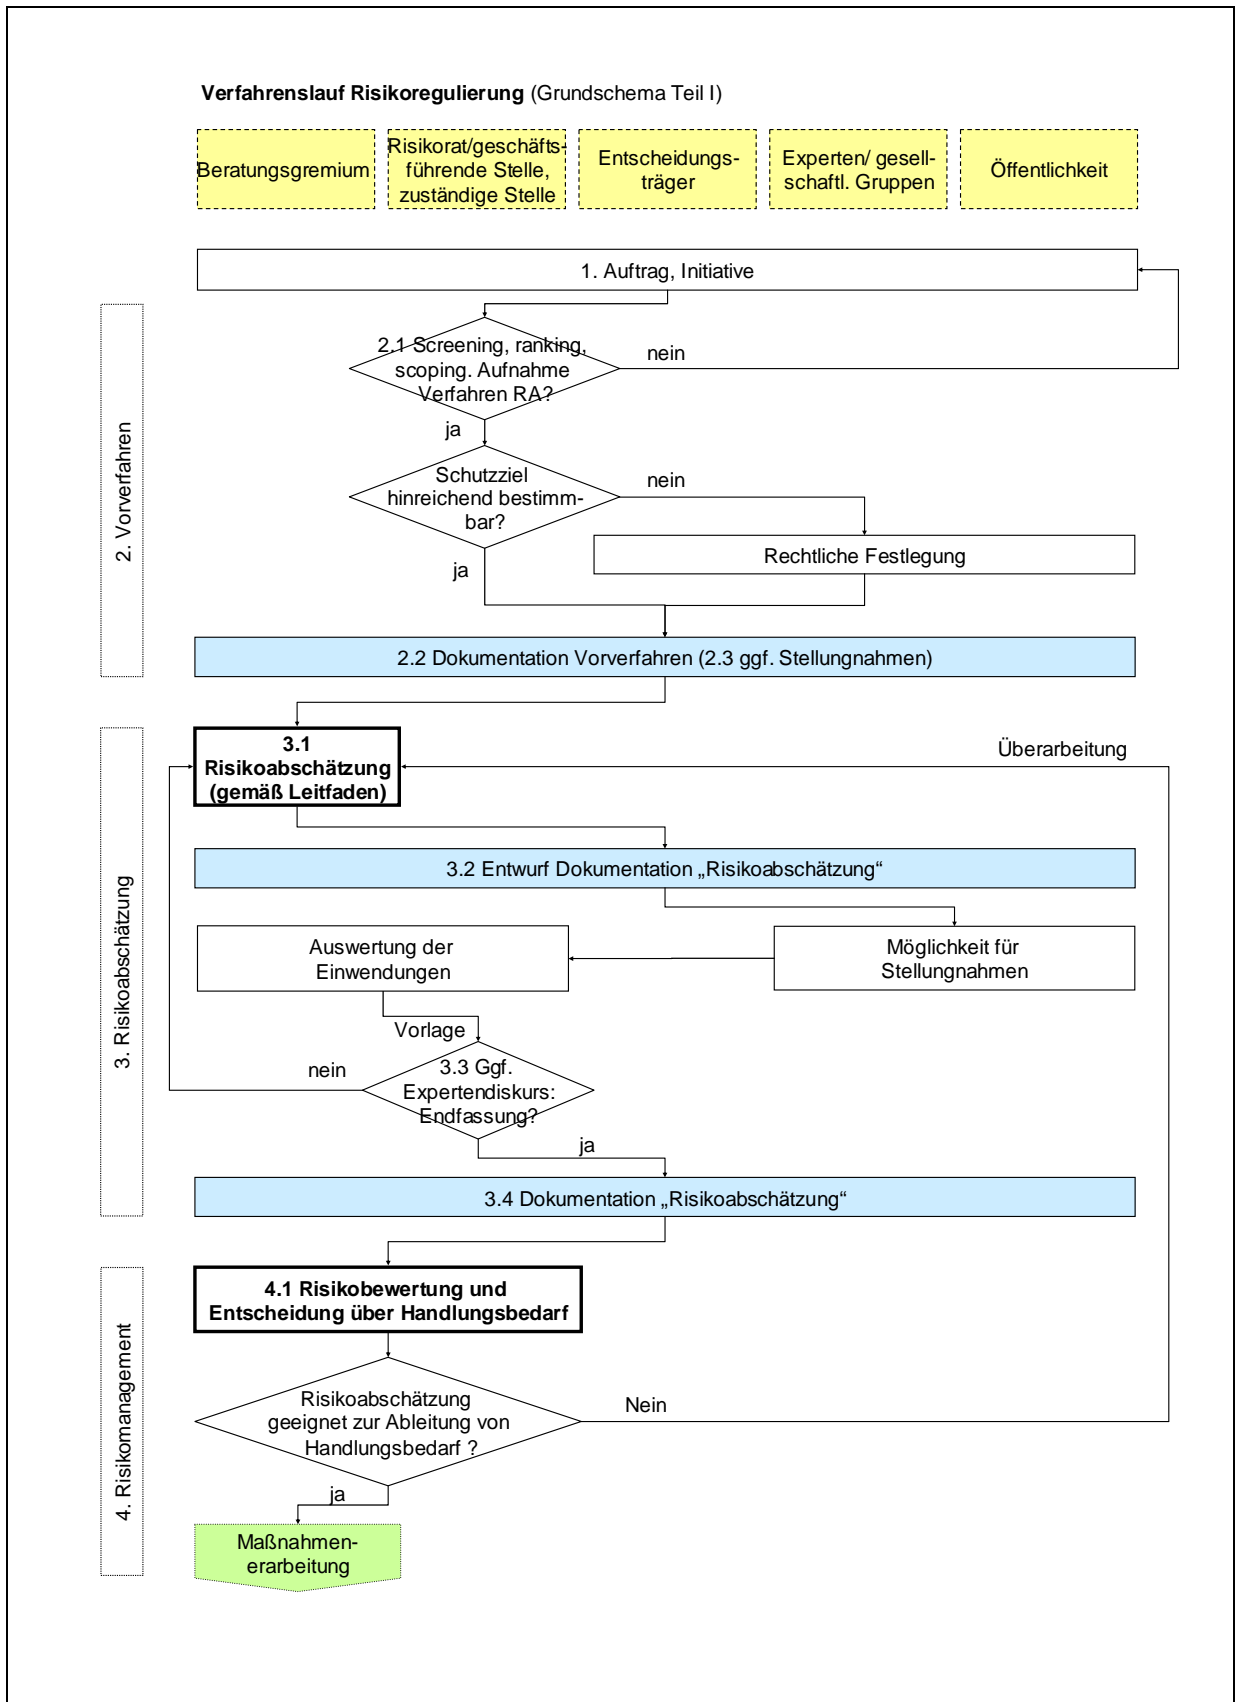 Verfahrenslauf Risikoregulierung (Grundschema Teil I)
Beratungsgremium
Risikorat/geschäfts-
führende Stelle,
zuständige Stelle
Entscheidungs-
träger
Experten/ gesell-
schaftl. Gruppen
Öffentlichkeit
1. Auftrag, Initiative
2. Vorverfahren
2.1 Screening, ranking,
scoping. Aufnahme
Verfahren RA?
nein
ja
Schutzziel
hinreichend bestimm-
bar?
nein
ja
Rechtliche Festlegung
2.2 Dokumentation Vorverfahren (2.3 ggf. Stellungnahmen)
3. Risikoabschätzung
3.1
Risikoabschätzung
(gemäß Leitfaden)
Überarbeitung
3.2 Entwurf Dokumentation „Risikoabschätzung“
Auswertung der
Einwendungen
Möglichkeit für
Stellungnahmen
Vorlage
nein
3.3 Ggf.
Expertendiskurs:
Endfassung?
ja
3.4 Dokumentation „Risikoabschätzung“
4. Risikomanagement
4.1 Risikobewertung und
Entscheidung über Handlungsbedarf
Risikoabschätzung
geeignet zur Ableitung von
Handlungsbedarf ?
Nein
ja
Maßnahmen-
erarbeitung